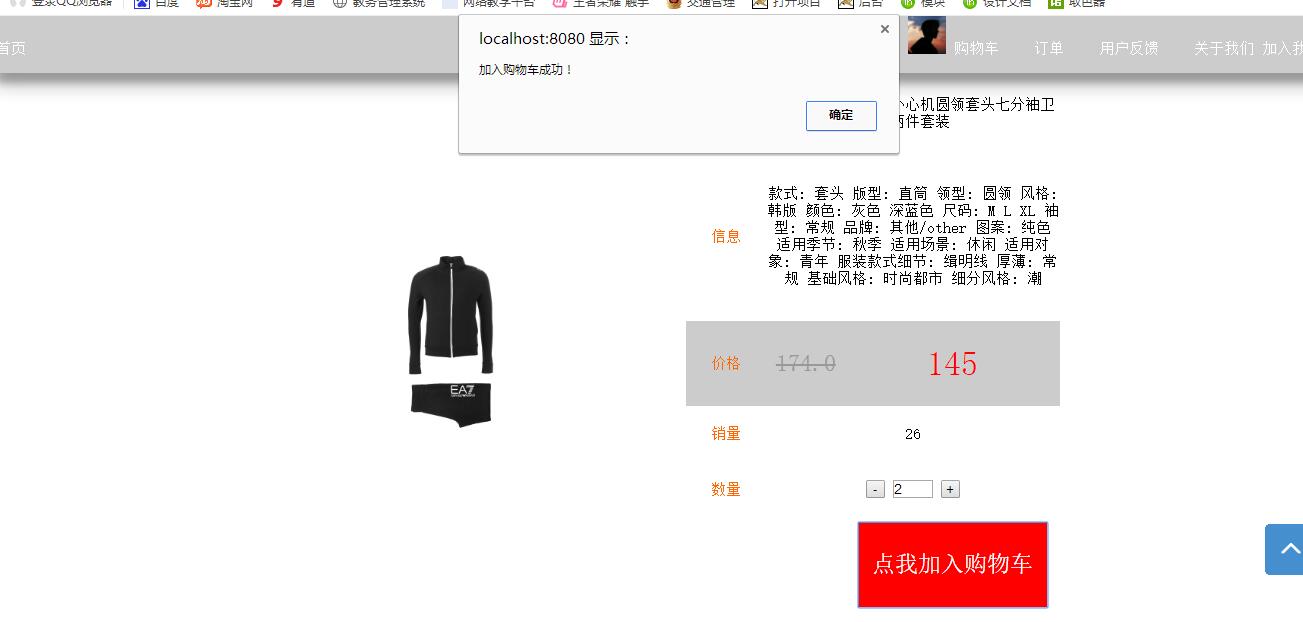 登录QQ浏览器 百度 淘宝网 有道 教务管理系统 网络教学平台 王者荣耀 触手 交通管理 打开项目 后台 模块 设计文档 取色器
首页 购物车 订单 用户反馈 关于我们 加入我
localhost:8080 显示：
加入购物车成功！
确定
心机圆领套头七分袖卫
两件套装
信息
款式: 套头 版型: 直筒 领型: 圆领 风格:
韩版 颜色: 灰色 深蓝色 尺码: M L XL 袖
型: 常规 品牌: 其他/other 图案: 纯色
适用季节: 秋季 适用场景: 休闲 适用对
象: 青年 服装款式细节: 缉明线 厚薄: 常
规 基础风格: 时尚都市 细分风格: 潮
EA7
价格 174.0 145
销量 26
数量 - 2 +
点我加入购物车